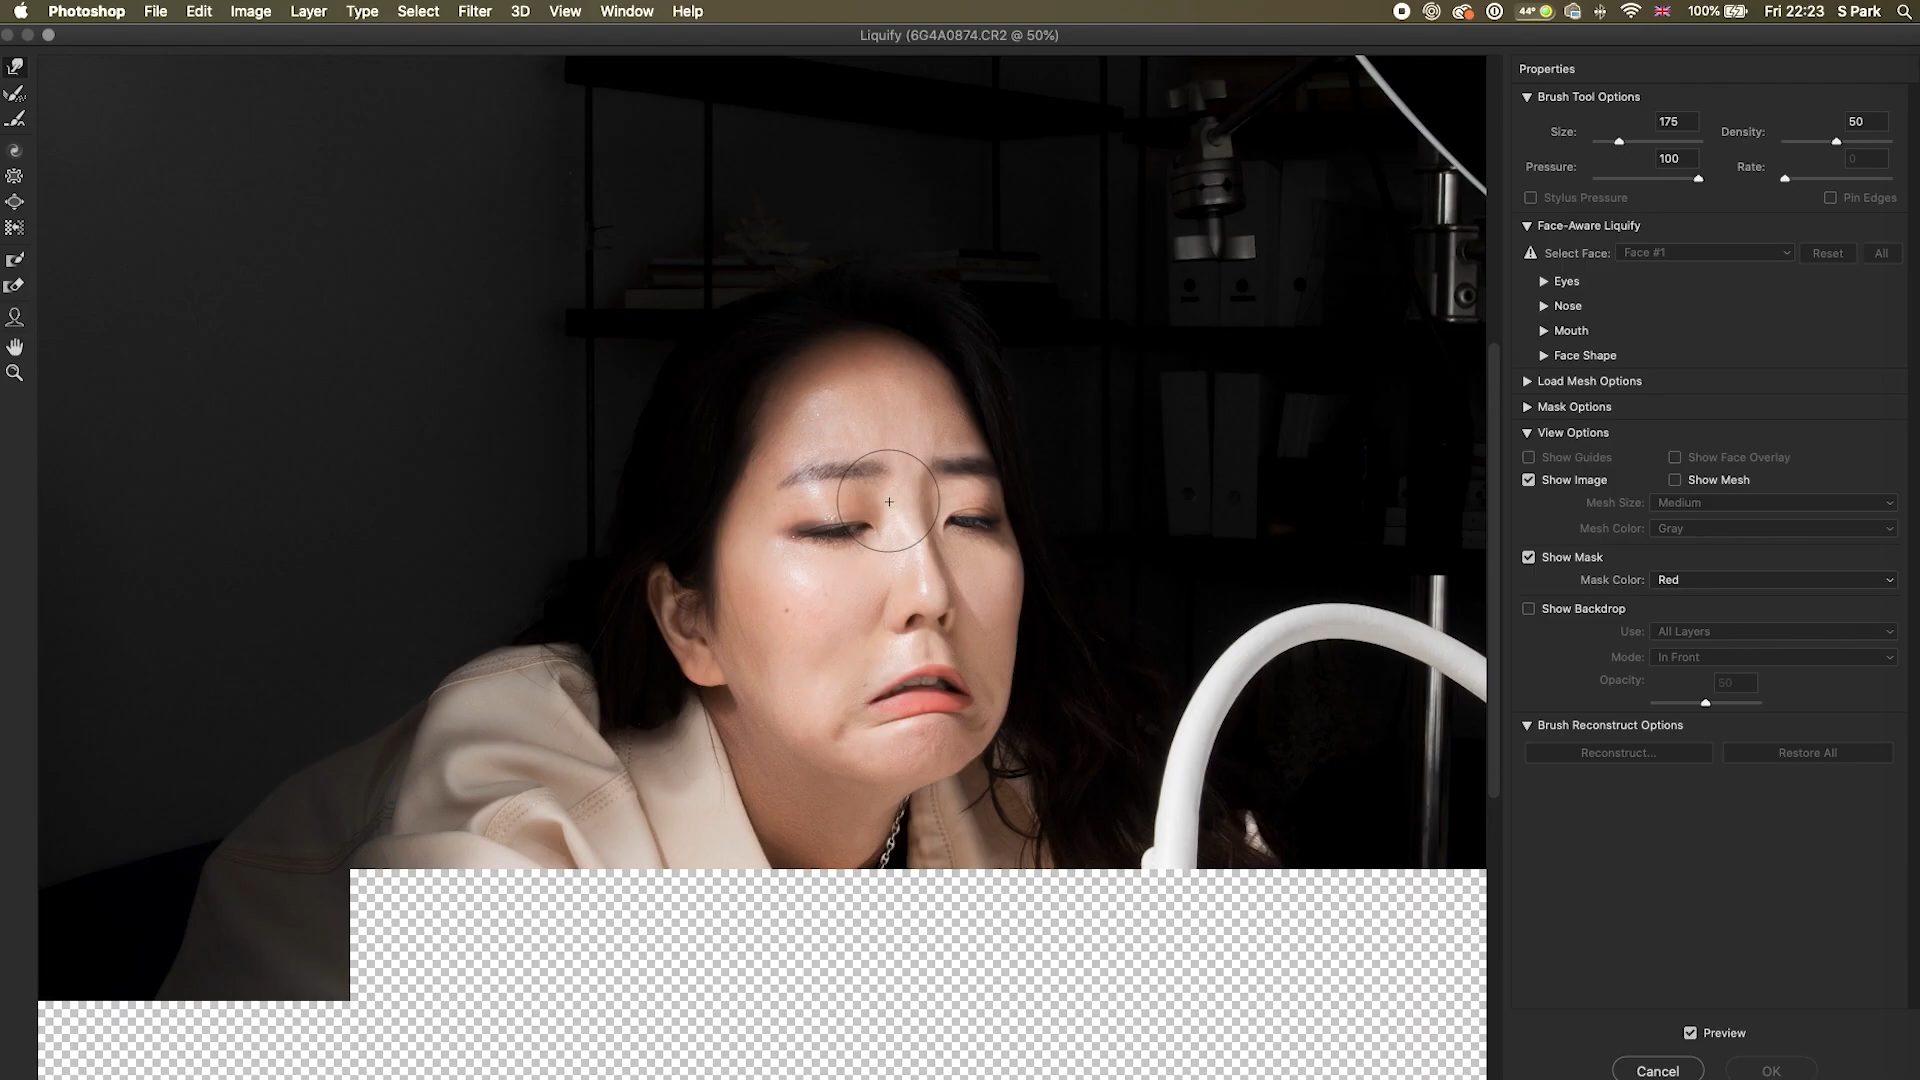 Photoshop File Edit Image Layer Type Select Filter 3D View Window Help 44° 100% Fri 22:23 S Park
Liquify (6G4A0874.CR2 @ 50%)
Properties
Brush Tool Options
Size: 175 Density: 50
Pressure: 100 Rate: 0
Stylus Pressure Pin Edges
Face-Aware Liquify
Select Face: Face #1 Reset All
Eyes
Nose
Mouth
Face Shape
Load Mesh Options
Mask Options
View Options
Show Guides Show Face Overlay
Show Image Show Mesh
Mesh Size: Medium
Mesh Color: Gray
Show Mask
Mask Color: Red
Show Backdrop
Use: All Layers
Mode: In Front
Opacity: 50
Brush Reconstruct Options
Reconstruct... Restore All
Preview
Cancel OK